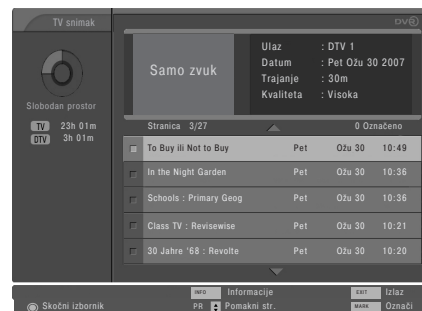 TV snimak
DVR
Samo zvuk
Ulaz : DTV 1
Datum : Pet Ožu 30 2007
Trajanje : 30m
Kvaliteta : Visoka
Slobodan prostor
TV 23h 01m
DTV 3h 01m
Stranica 3/27 0 Označeno
To Buy ili Not to Buy Pet Ožu 30 10:49
In the Night Garden Pet Ožu 30 10:36
Schools : Primary Geog Pet Ožu 30 10:36
Class TV : Revisewise Pet Ožu 30 10:21
30 Jahre '68 : Revolte Pet Ožu 30 10:20
INFO Informacije EXIT Izlaz
Skočni izbornik PR Pomakni str. MARK Označi